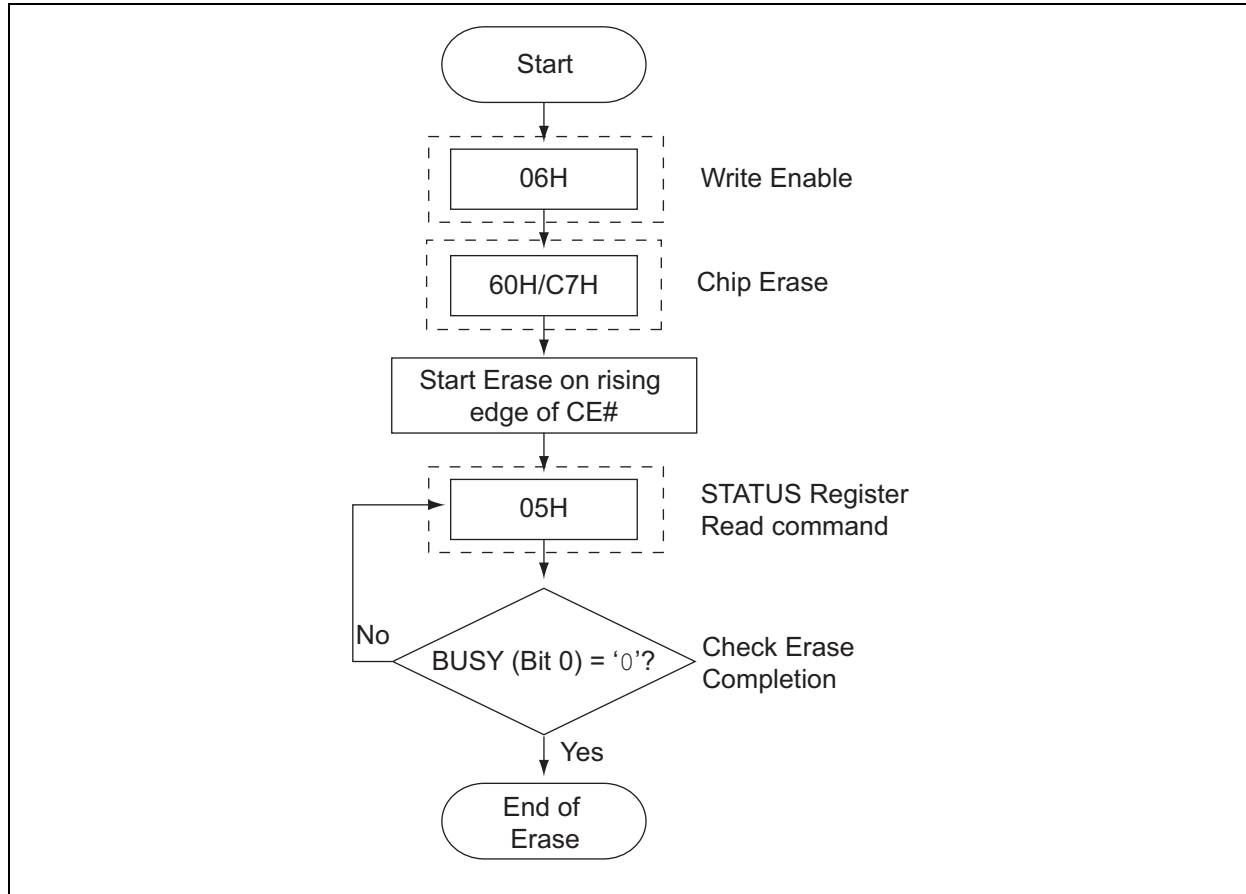 Start
06H
Write Enable
60H/C7H
Chip Erase
Start Erase on rising
edge of CE#
05H
STATUS Register
Read command
No
BUSY (Bit 0) = ‘0’?
Check Erase
Completion
Yes
End of
Erase